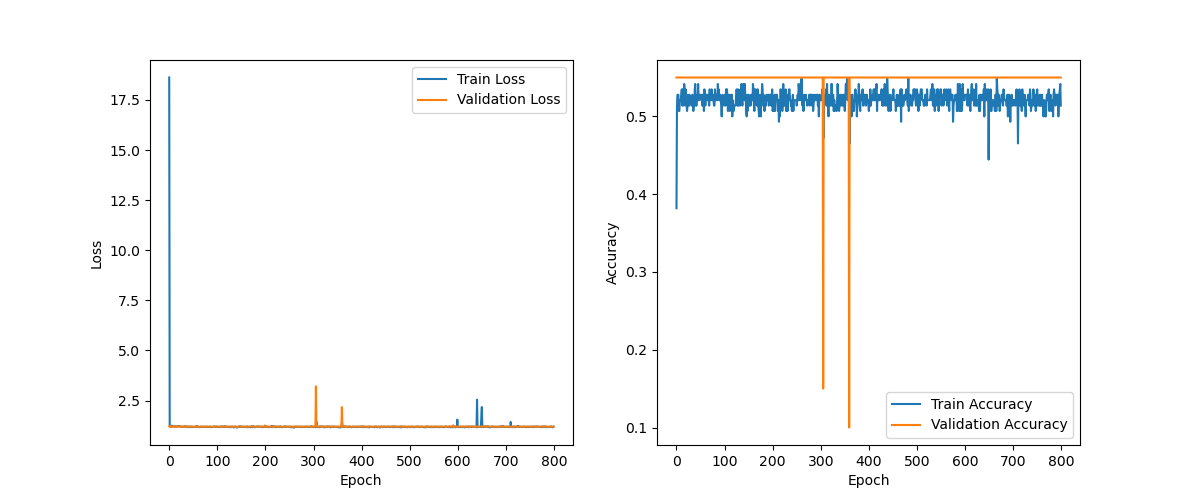 Train Loss
Validation Loss
17.5
15.0
12.5
10.0
7.5
5.0
2.5
Loss
0 100 200 300 400 500 600 700 800
Epoch
0.5
0.4
0.3
0.2
0.1
Accuracy
Train Accuracy
Validation Accuracy
0 100 200 300 400 500 600 700 800
Epoch